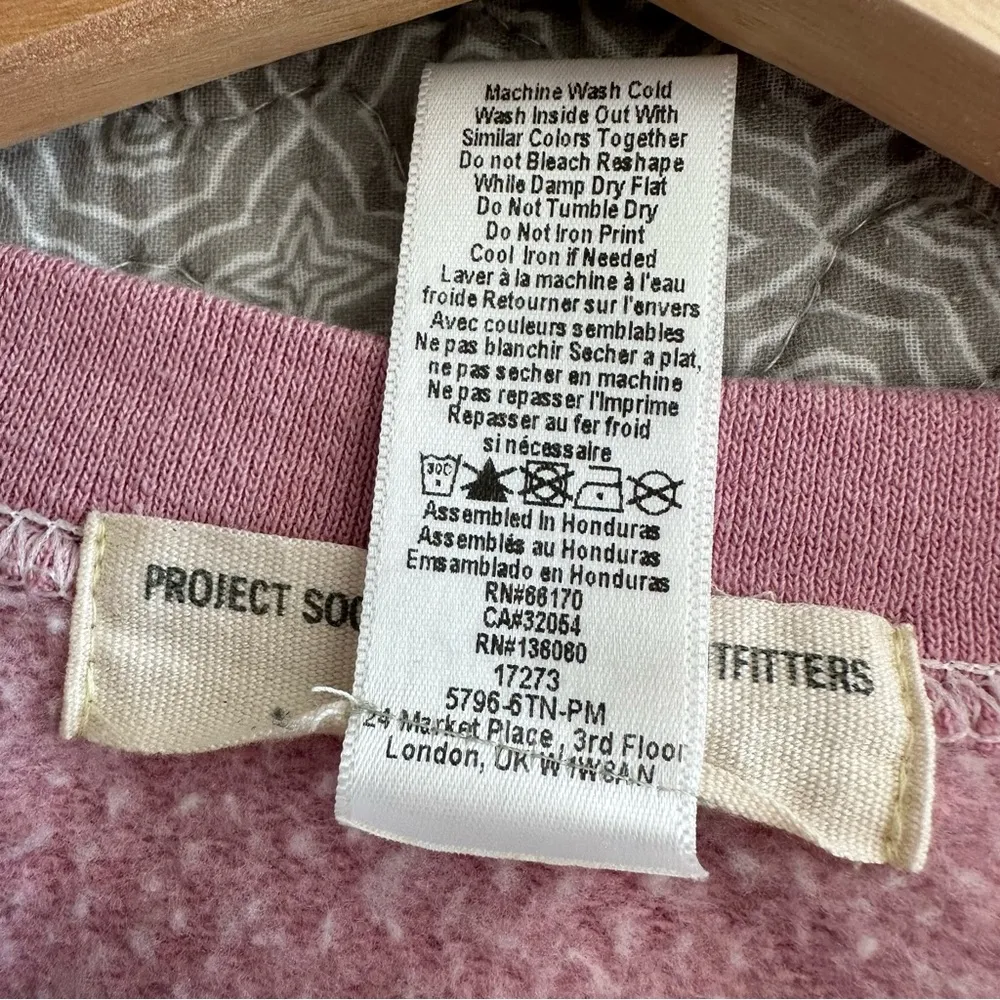 Machine Wash Cold
Wash Inside Out With
Similar Colors Together
Do not Bleach Reshape
While Damp Dry Flat
Do Not Tumble Dry
Do Not Iron Print
Cool Iron if Needed
Laver à la machine à l'eau
froide Retourner sur l'envers
Avec couleurs semblables
Ne pas blanchir Secher a plat,
ne pas secher en machine
Ne pas repasser l'Imprime
Repasser au fer froid
si nécessaire
30C
Assembled In Honduras
Assemblés au Honduras
Emsamblado en Honduras
RN#66170
CA#32054
RN#136060
17273
5796-6TN-PM
24 Market Place, 3rd Floor
London, UK W1W8AN
PROJECT SOC
TFITTERS